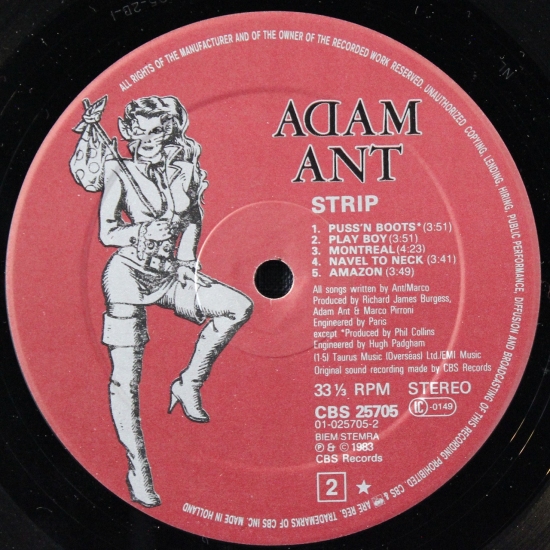 ALL RIGHTS OF THE MANUFACTURER AND OF THE OWNER OF THE RECORDED WORK RESERVED. UNAUTHORIZED COPYING, LENDING, HIRING, PUBLIC PERFORMANCE, DIFFUSION AND BROADCASTING OF THIS RECORDING PROHIBITED.
ADAM
ANT
STRIP
1. PUSS'N BOOTS* (3:51)
2. PLAY BOY (3:51)
3. MONTREAL (4:23)
4. NAVEL TO NECK (3:41)
5. AMAZON (3:49)
All songs written by Ant/Marco
Produced by Richard James Burgess,
Adam Ant & Marco Pirroni
Engineered by Paris
except *Produced by Phil Collins
Engineered by Hugh Padgham
(1-5) Taurus Music (Overseas) Ltd./EMI Music
Original sound recording made by CBS Records
33 ⅓ RPM STEREO
CBS 25705 LC-0149
01-025705-2
BIEM/STEMRA
℗ & © 1983
CBS Records
2 ★
CBS & ARE REG. TRADEMARKS OF CBS INC. MADE IN HOLLAND